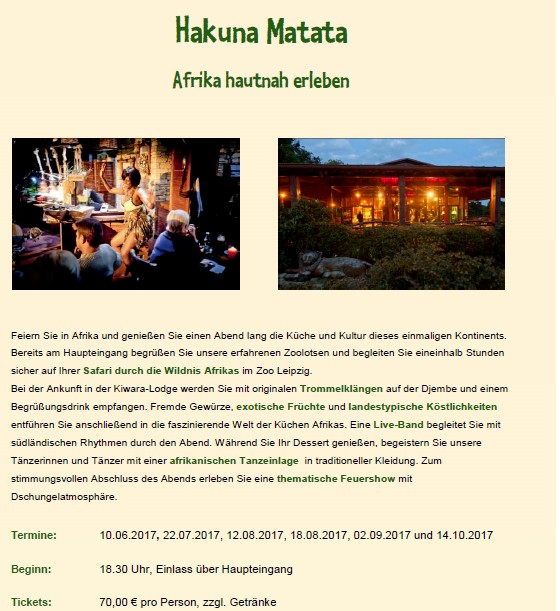 Hakuna Matata
Afrika hautnah erleben
Feiern Sie in Afrika und genießen Sie einen Abend lang die Küche und Kultur dieses einmaligen Kontinents.
Bereits am Haupteingang begrüßen Sie unsere erfahrenen Zoolotsen und begleiten Sie eineinhalb Stunden
sicher auf Ihrer Safari durch die Wildnis Afrikas im Zoo Leipzig.
Bei der Ankunft in der Kiwara-Lodge werden Sie mit originalen Trommelklängen auf der Djembe und einem
Begrüßungsdrink empfangen. Fremde Gewürze, exotische Früchte und landestypische Köstlichkeiten
entführen Sie anschließend in die faszinierende Welt der Küchen Afrikas. Eine Live-Band begleitet Sie mit
südländischen Rhythmen durch den Abend. Während Sie Ihr Dessert genießen, begeistern Sie unsere
Tänzerinnen und Tänzer mit einer afrikanischen Tanzeinlage in traditioneller Kleidung. Zum
stimmungsvollen Abschluss des Abends erleben Sie eine thematische Feuershow mit
Dschungelatmosphäre.
Termine: 10.06.2017, 22.07.2017, 12.08.2017, 18.08.2017, 02.09.2017 und 14.10.2017
Beginn: 18.30 Uhr, Einlass über Haupteingang
Tickets: 70,00 € pro Person, zzgl. Getränke